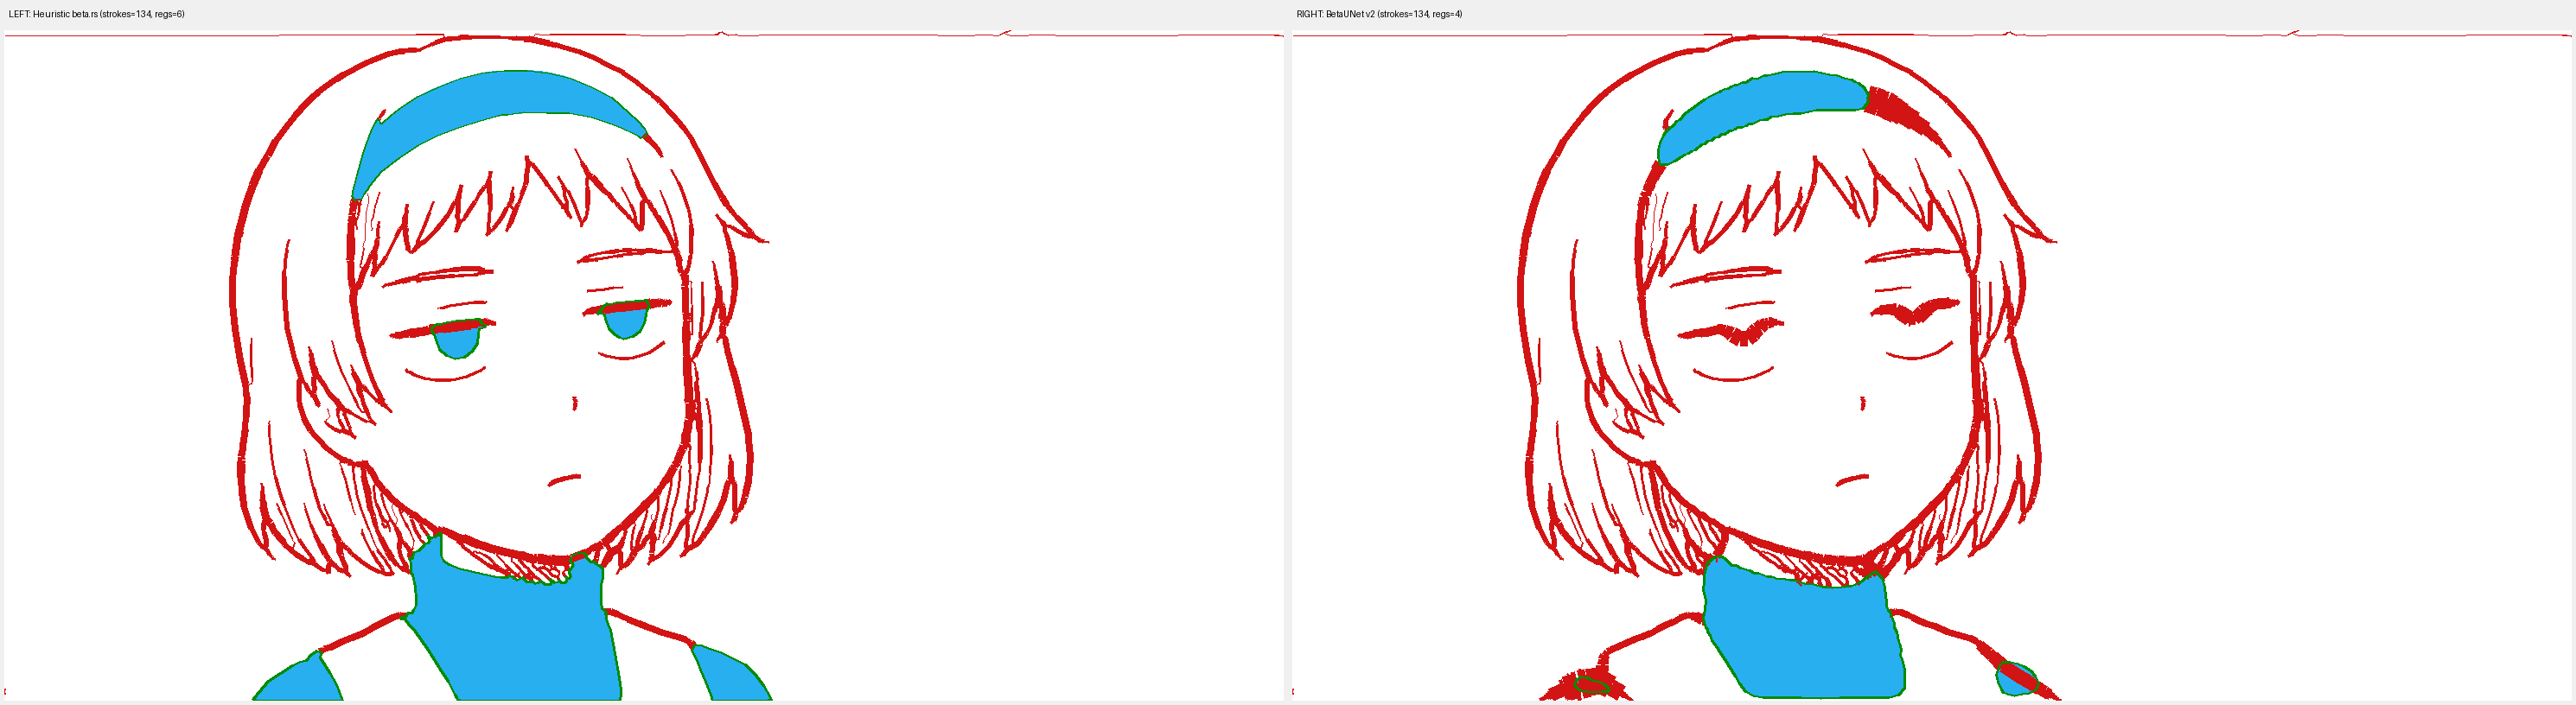 LEFT: Heuristic beta.rs (strokes=134, regs=6)
RIGHT: BetaUNet v2 (strokes=134, regs=4)